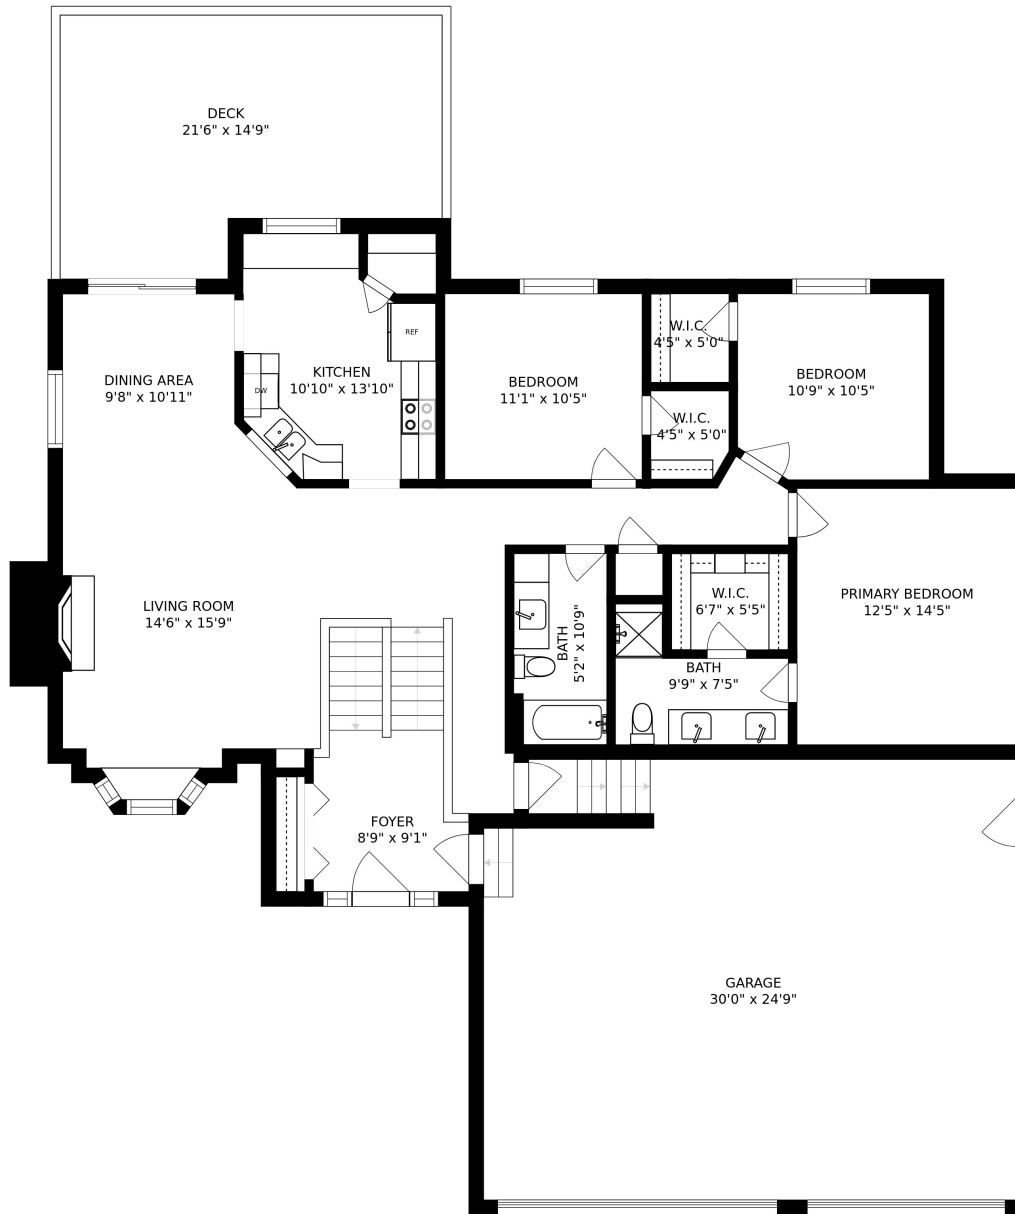 DECK
21'6" x 14'9"
W.I.C.
4'5" x 5'0"
REF
KITCHEN
10'10" x 13'10"
DINING AREA
9'8" x 10'11"
BEDROOM
11'1" x 10'5"
BEDROOM
10'9" x 10'5"
DW
W.I.C.
4'5" x 5'0"
LIVING ROOM
14'6" x 15'9"
BATH
5'2" x 10'9"
W.I.C.
6'7" x 5'5"
PRIMARY BEDROOM
12'5" x 14'5"
BATH
9'9" x 7'5"
FOYER
8'9" x 9'1"
GARAGE
30'0" x 24'9"